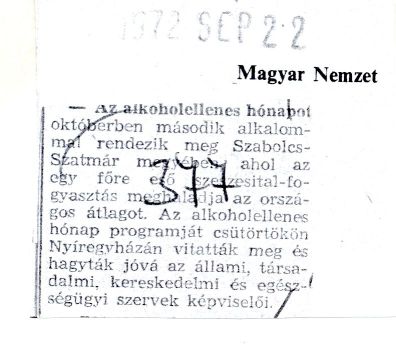 1972 SEP 22
Magyar Nemzet
— Az alkoholellenes hónapot
októberben második alkalom-
mal rendezik meg Szabolcs-
Szatmár megyében, ahol az
egy főre eső szeszesital-fo-
gyasztás meghaladja az orszá-
gos átlagot. Az alkoholellenes
hónap programját csütörtökön
Nyíregyházán vitatták meg és
hagyták jóvá az állami, társa-
dalmi, kereskedelmi és egész-
ségügyi szervek képviselői.
377